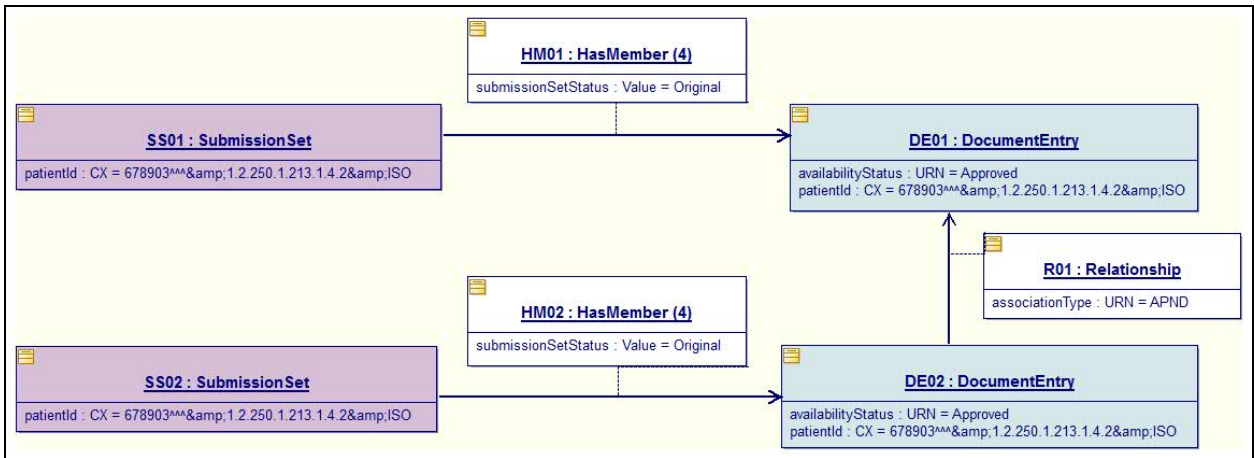 HM01 : HasMember (4)
submissionSetStatus : Value = Original
SS01 : SubmissionSet
patientId : CX = 678903^^^&amp;1.2.250.1.213.1.4.2&amp;ISO
DE01 : DocumentEntry
availabilityStatus : URN = Approved
patientId : CX = 678903^^^&amp;1.2.250.1.213.1.4.2&amp;ISO
R01 : Relationship
associationType : URN = APND
HM02 : HasMember (4)
submissionSetStatus : Value = Original
SS02 : SubmissionSet
patientId : CX = 678903^^^&amp;1.2.250.1.213.1.4.2&amp;ISO
DE02 : DocumentEntry
availabilityStatus : URN = Approved
patientId : CX = 678903^^^&amp;1.2.250.1.213.1.4.2&amp;ISO